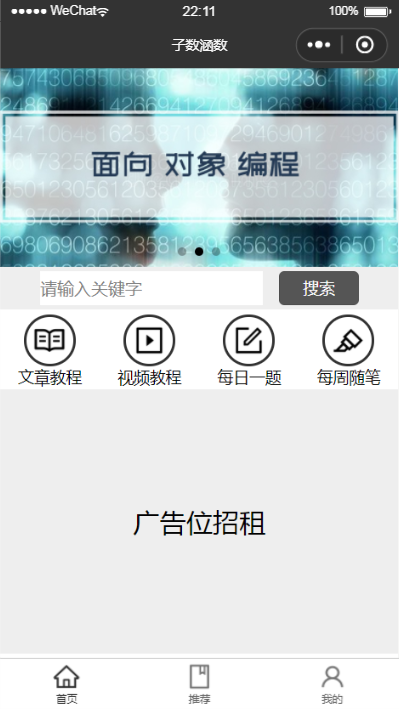 ●●●●● WeChat 22:11 100%
子数涵数
面向 对象 编程
请输入关键字 搜索
文章教程 视频教程 每日一题 每周随笔
广告位招租
首页 推荐 我的